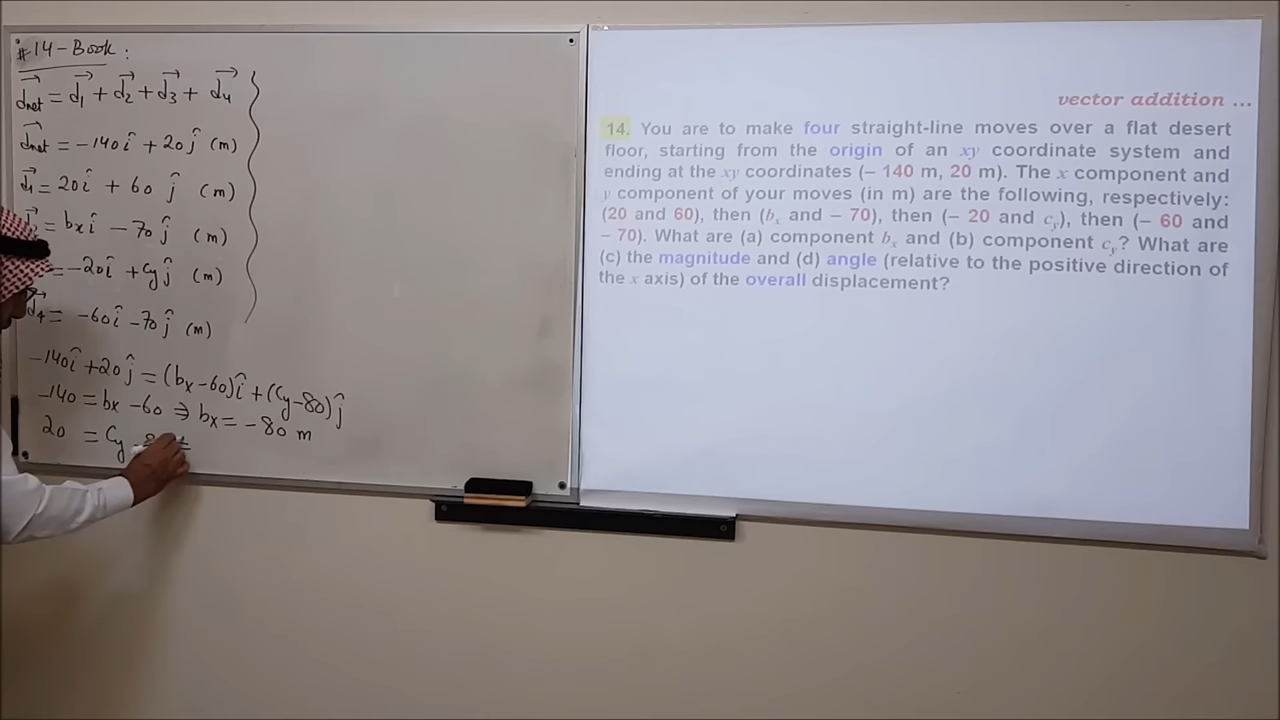 #14-Book:
d⃗net = d⃗1 + d⃗2 + d⃗3 + d⃗4
d⃗net = -140î + 20ĵ (m)
d⃗1 = 20î + 60ĵ (m)
= bxî - 70ĵ (m)
= -20î + Cyĵ (m)
d⃗4 = -60î - 70ĵ (m)
-140î + 20ĵ = (bx - 60)î + (Cy - 80)ĵ
-140 = bx - 60 ⇒ bx = -80 m
20 = Cy
vector addition ...
14. You are to make four straight-line moves over a flat desert
floor, starting from the origin of an xy coordinate system and
ending at the xy coordinates (– 140 m, 20 m). The x component and
y component of your moves (in m) are the following, respectively:
(20 and 60), then (bx and – 70), then (– 20 and cy), then (– 60 and
– 70). What are (a) component bx and (b) component cy? What are
(c) the magnitude and (d) angle (relative to the positive direction of
the x axis) of the overall displacement?